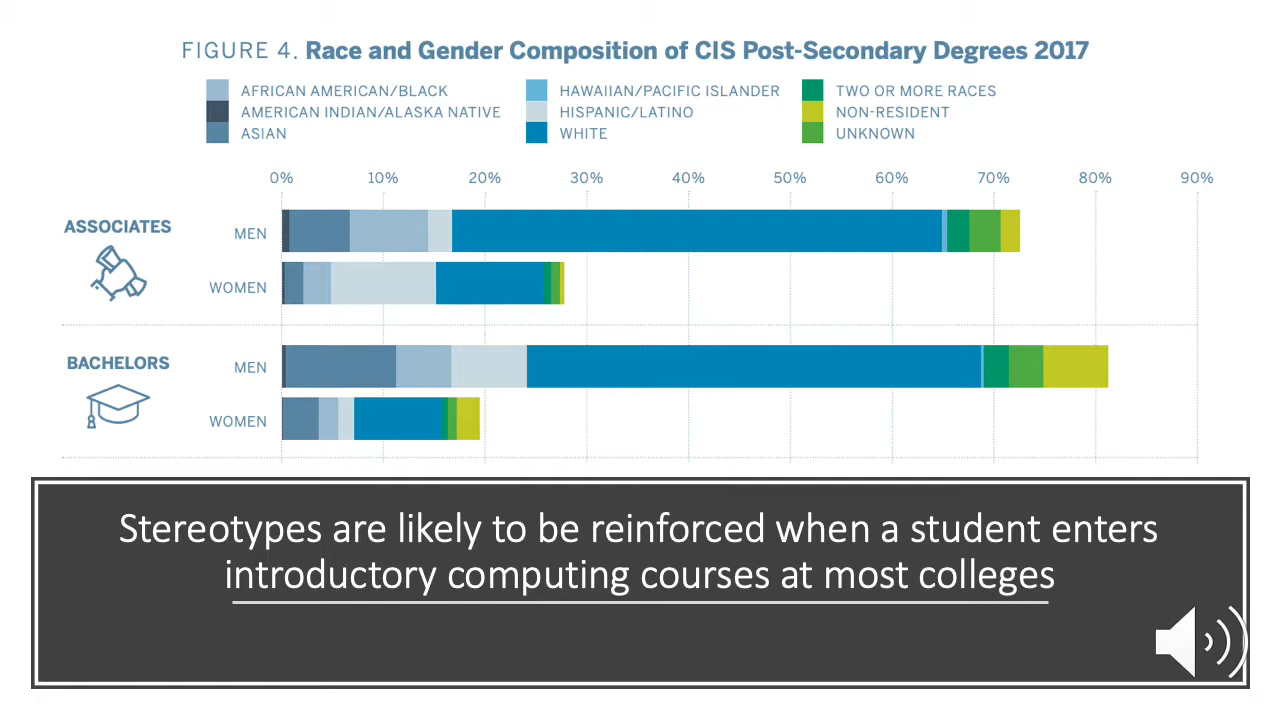 FIGURE 4. Race and Gender Composition of CIS Post-Secondary Degrees 2017
AFRICAN AMERICAN/BLACK
AMERICAN INDIAN/ALASKA NATIVE
ASIAN
HAWAIIAN/PACIFIC ISLANDER
HISPANIC/LATINO
WHITE
TWO OR MORE RACES
NON-RESIDENT
UNKNOWN
0% 10% 20% 30% 40% 50% 60% 70% 80% 90%
ASSOCIATES
MEN
WOMEN
BACHELORS
MEN
WOMEN
Stereotypes are likely to be reinforced when a student enters
introductory computing courses at most colleges